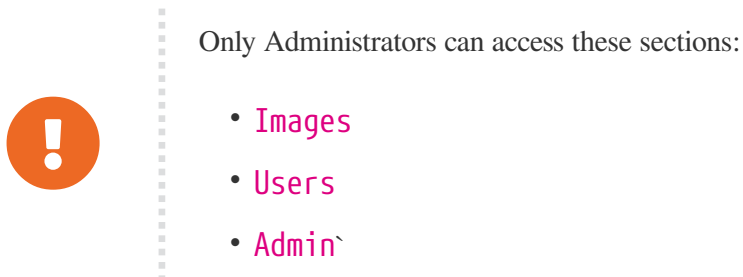 Only Administrators can access these sections:
• Images
• Users
• Admin`